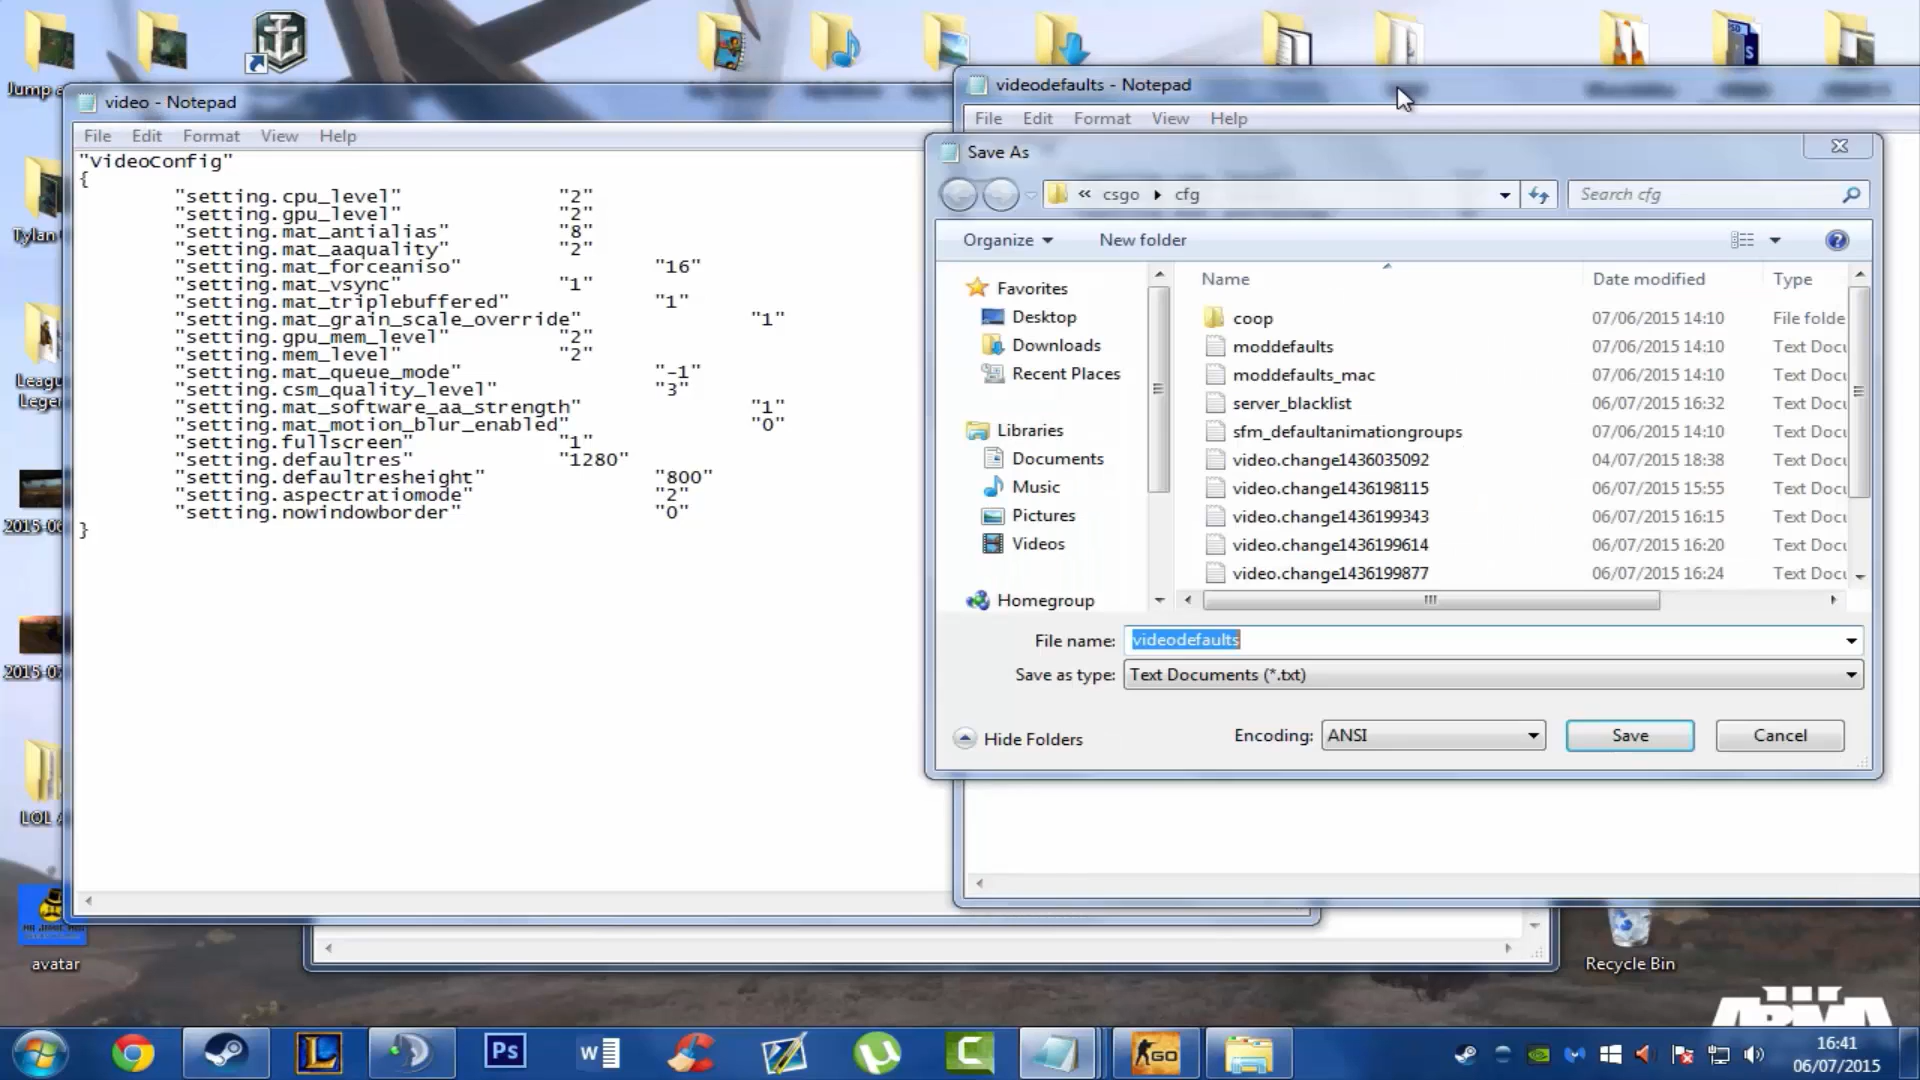 Jump a
Tylan
Leagu
Lege
2015-06
2015-0
LOL A
avatar
Recycle Bin
video - Notepad
File Edit Format View Help
"VideoConfig"
{
"setting.cpu_level" "2"
"setting.gpu_level" "2"
"setting.mat_antialias" "8"
"setting.mat_aaquality" "2"
"setting.mat_forceaniso" "16"
"setting.mat_vsync" "1"
"setting.mat_triplebuffered" "1"
"setting.mat_grain_scale_override" "1"
"setting.gpu_mem_level" "2"
"setting.mem_level" "2"
"setting.mat_queue_mode" "-1"
"setting.csm_quality_level" "3"
"setting.mat_software_aa_strength" "1"
"setting.mat_motion_blur_enabled" "0"
"setting.fullscreen" "1"
"setting.defaultres" "1280"
"setting.defaultresheight" "800"
"setting.aspectratiomode" "2"
"setting.nowindowborder" "0"
}
videodefaults - Notepad
File Edit Format View Help
Save As
« csgo cfg
Search cfg
Organize New folder
Favorites
Desktop
Downloads
Recent Places
Libraries
Documents
Music
Pictures
Videos
Homegroup
Name Date modified Type
coop 07/06/2015 14:10 File folde
moddefaults 07/06/2015 14:10 Text Docu
moddefaults_mac 07/06/2015 14:10 Text Docu
server_blacklist 06/07/2015 16:32 Text Docu
sfm_defaultanimationgroups 07/06/2015 14:10 Text Docu
video.change1436035092 04/07/2015 18:38 Text Docu
video.change1436198115 06/07/2015 15:55 Text Docu
video.change1436199343 06/07/2015 16:15 Text Docu
video.change1436199614 06/07/2015 16:20 Text Docu
video.change1436199877 06/07/2015 16:24 Text Docu
File name: videodefaults
Save as type: Text Documents (*.txt)
Hide Folders
Encoding: ANSI
Save Cancel
ARMA III
L
Ps
W
C
GO
16:41
06/07/2015